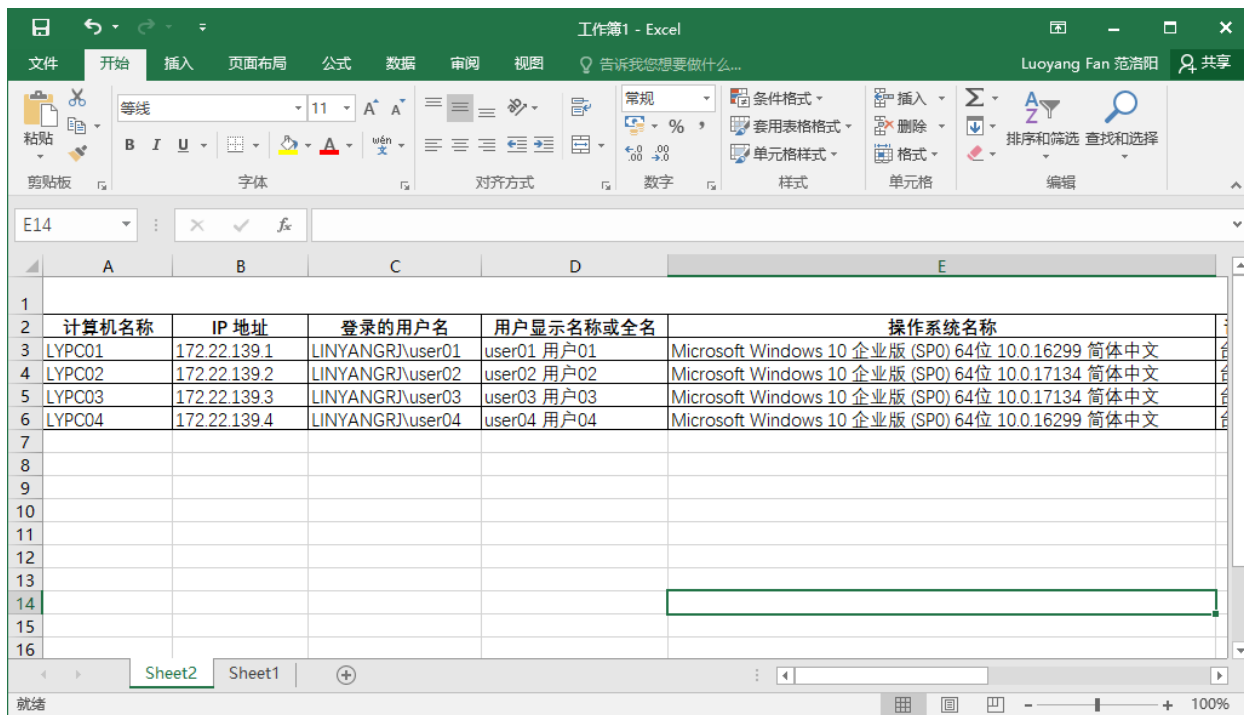 工作簿1 - Excel
文件 开始 插入 页面布局 公式 数据 审阅 视图 告诉我您想要做什么... Luoyang Fan 范洛阳 共享
等线 11 A A 常规 条件格式 插入 Σ A Z
粘贴 % , 套用表格格式 删除 排序和筛选 查找和选择
B I U A wén 文 .0 .00 .00 .0 单元格样式 格式
剪贴板 字体 对齐方式 数字 样式 单元格 编辑
E14 fx
A B C D E
1
2 计算机名称 IP 地址 登录的用户名 用户显示名称或全名 操作系统名称
3 LYPC01 172.22.139.1 LINYANGRJ\user01 user01 用户01 Microsoft Windows 10 企业版 (SP0) 64位 10.0.16299 简体中文
4 LYPC02 172.22.139.2 LINYANGRJ\user02 user02 用户02 Microsoft Windows 10 企业版 (SP0) 64位 10.0.17134 简体中文
5 LYPC03 172.22.139.3 LINYANGRJ\user03 user03 用户03 Microsoft Windows 10 企业版 (SP0) 64位 10.0.17134 简体中文
6 LYPC04 172.22.139.4 LINYANGRJ\user04 user04 用户04 Microsoft Windows 10 企业版 (SP0) 64位 10.0.16299 简体中文
7
8
9
10
11
12
13
14
15
16
Sheet2 Sheet1
就绪 100%